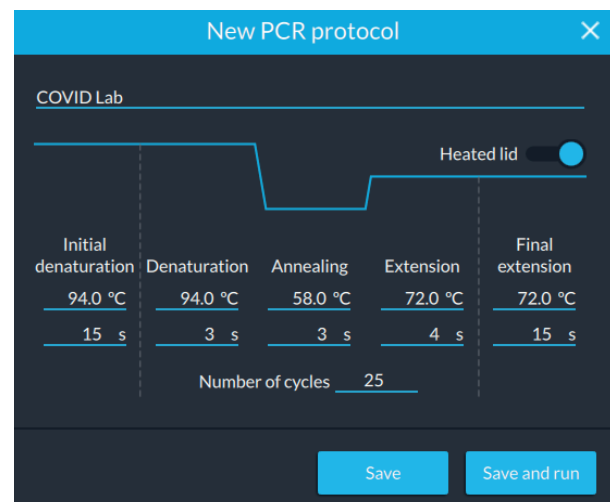 New PCR protocol
COVID Lab
Heated lid
Initial denaturation
Denaturation
Annealing
Extension
Final extension
94.0 °C
94.0 °C
58.0 °C
72.0 °C
72.0 °C
15 s
3 s
3 s
4 s
15 s
Number of cycles 25
Save
Save and run